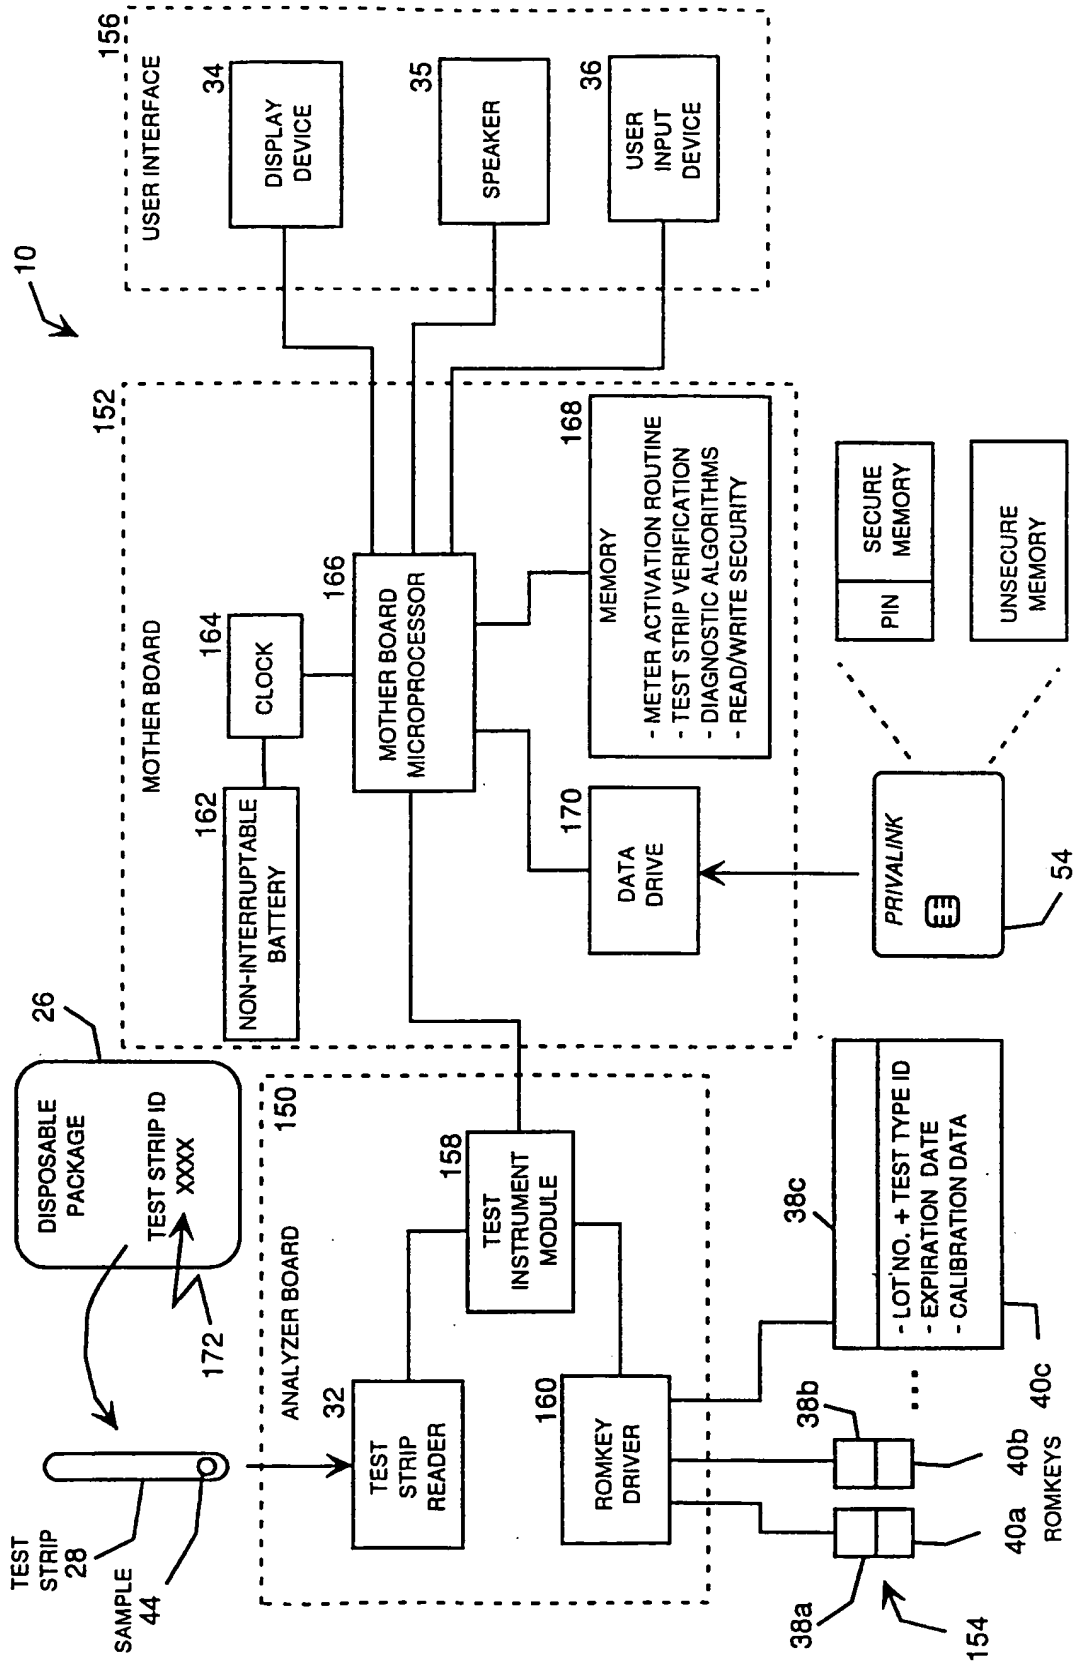 10
TEST
STRIP
28
SAMPLE
44
172
DISPOSABLE
PACKAGE
TEST STRIP ID
XXXX
26
ANALYZER BOARD
150
32
TEST
STRIP
READER
158
TEST
INSTRUMENT
MODULE
160
ROMKEY
DRIVER
MOTHER BOARD
152
162
NON-INTERRUPTABLE
BATTERY
164
CLOCK
166
MOTHER BOARD
MICROPROCESSOR
170
DATA
DRIVE
168
MEMORY
- METER ACTIVATION ROUTINE
- TEST STRIP VERIFICATION
- DIAGNOSTIC ALGORITHMS
- READ/WRITE SECURITY
USER INTERFACE
156
34
DISPLAY
DEVICE
35
SPEAKER
36
USER
INPUT
DEVICE
38a
38b
38c
- LOT NO. + TEST TYPE ID
- EXPIRATION DATE
- CALIBRATION DATA
...
154
40a
40b
40c
ROMKEYS
PRIVALINK
54
PIN
SECURE
MEMORY
UNSECURE
MEMORY